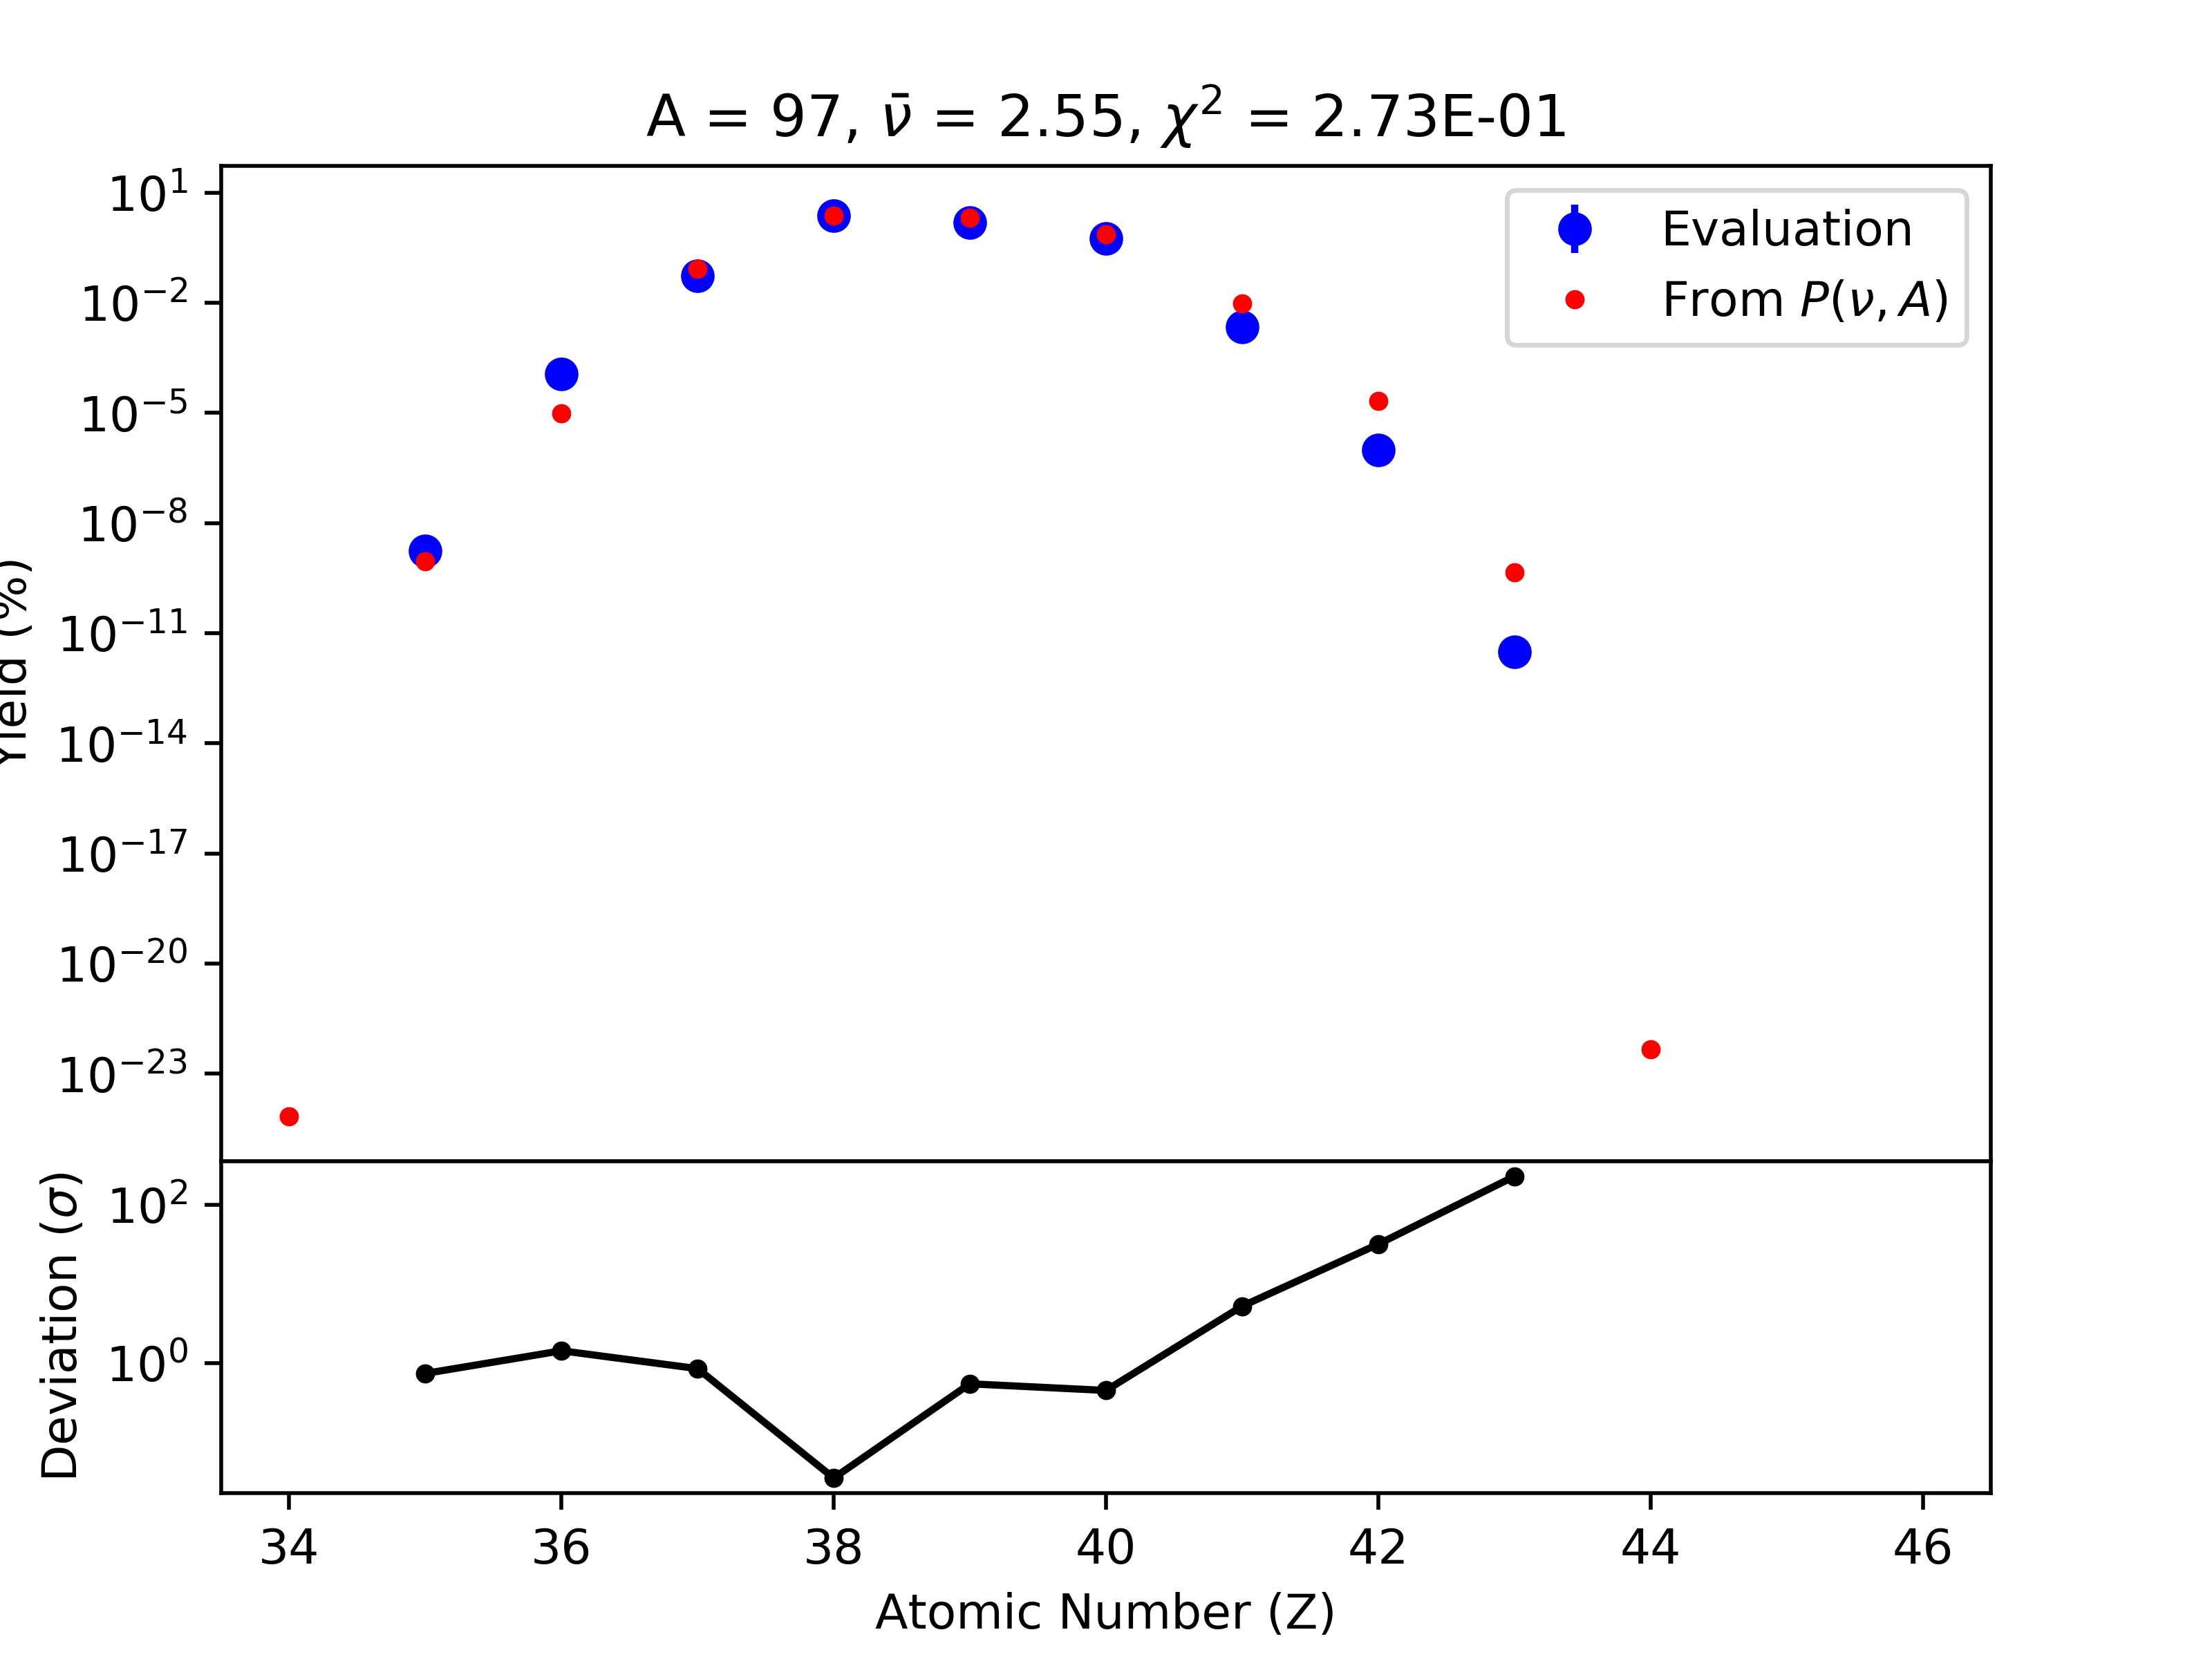 A = 97, ν̄ = 2.55, χ² = 2.73E-01
Evaluation
From P(ν, A)
10¹
10⁻²
10⁻⁵
10⁻⁸
10⁻¹¹
10⁻¹⁴
10⁻¹⁷
10⁻²⁰
10⁻²³
Yield (%)
10²
10⁰
Deviation (σ)
34 36 38 40 42 44 46
Atomic Number (Z)